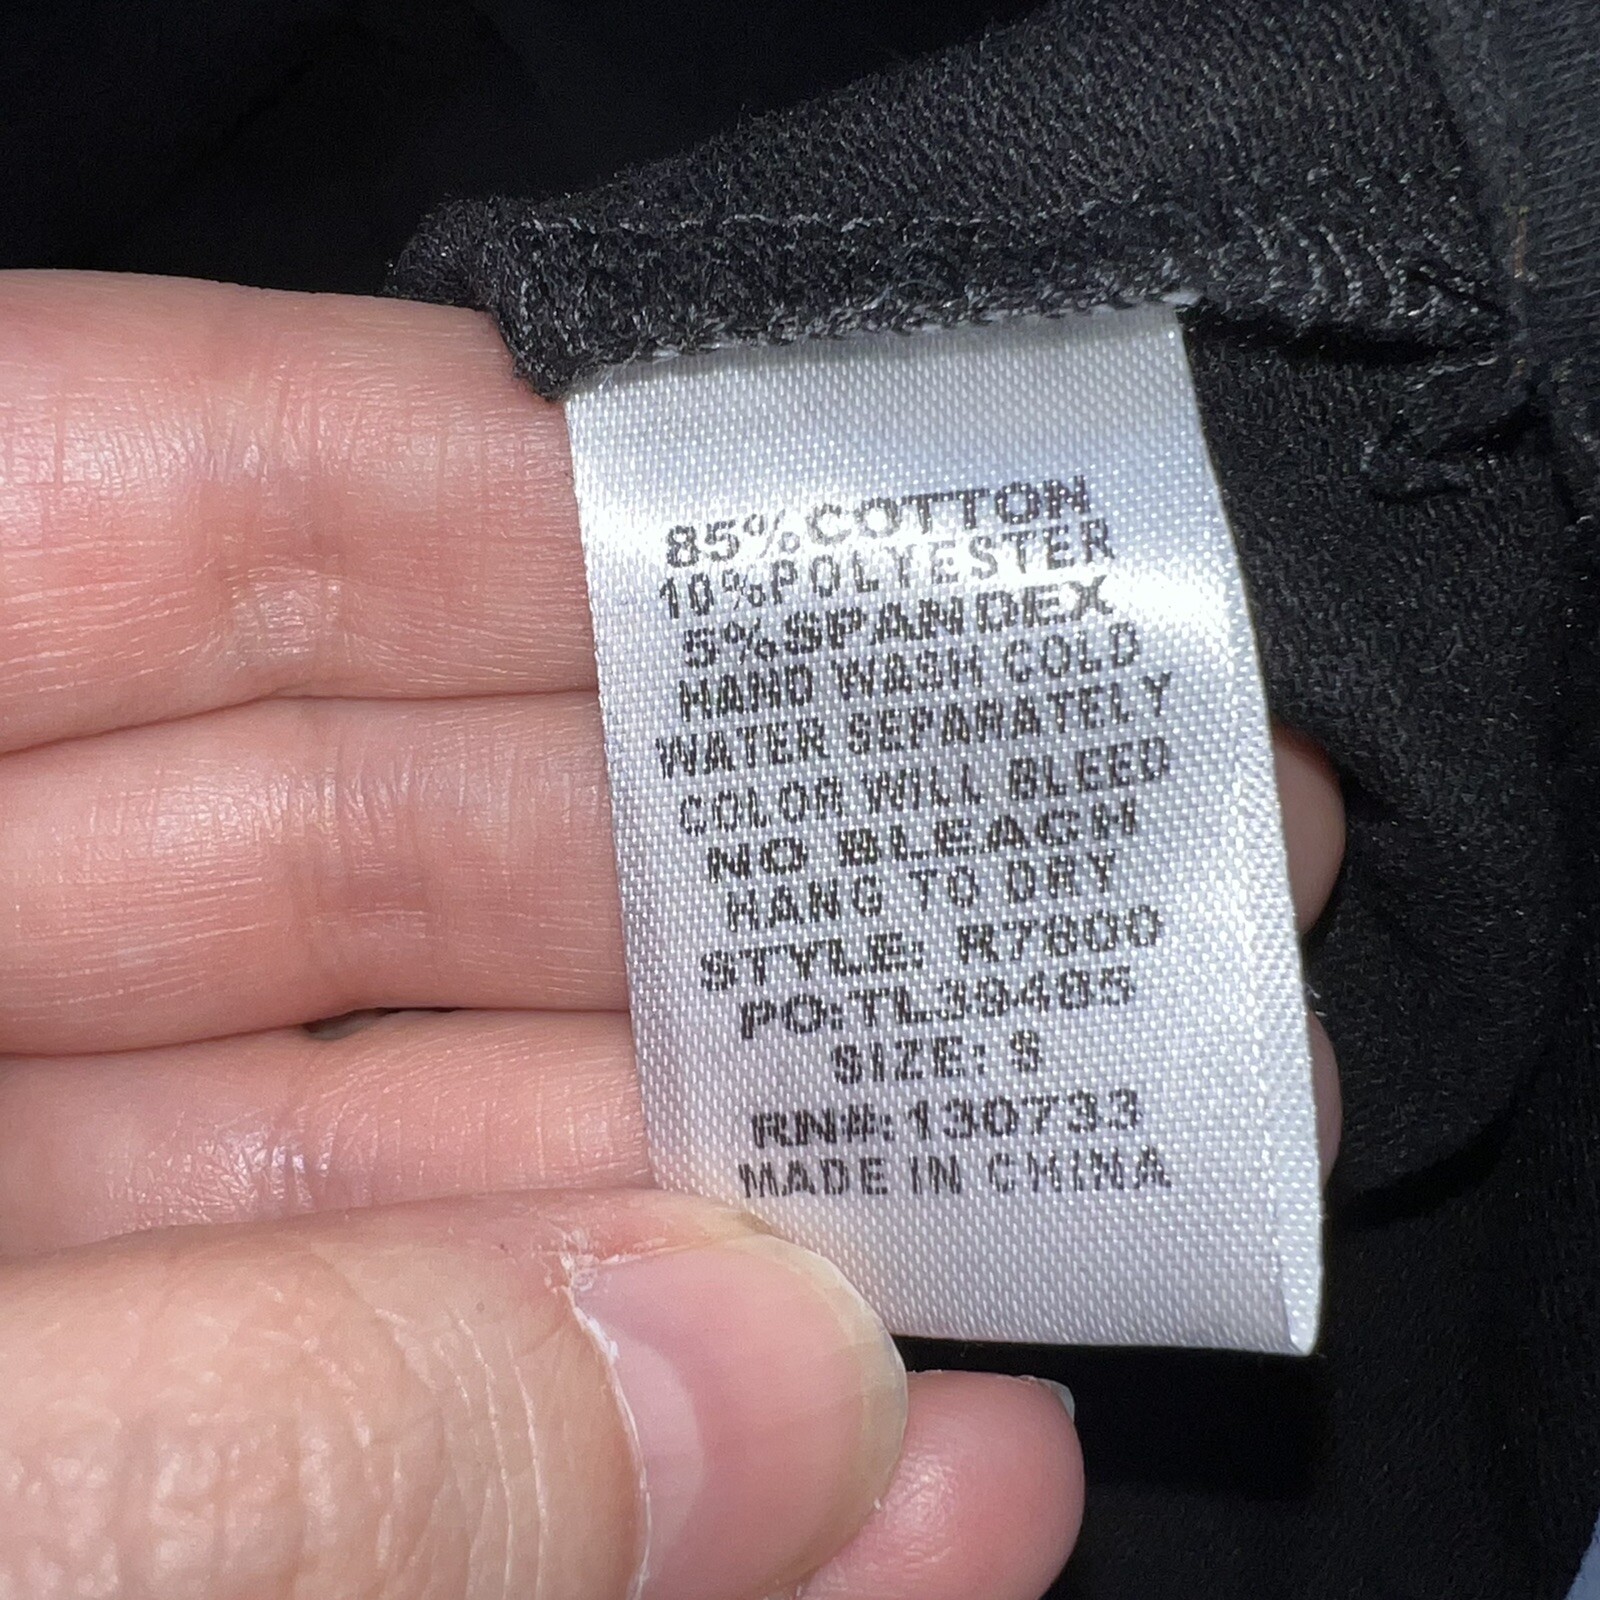 85%COTTON
10%POLYESTER
5%SPANDEX
HAND WASH COLD
WATER SEPARATELY
COLOR WILL BLEED
NO BLEACH
HANG TO DRY
STYLE: R7800
PO:TL39485
SIZE: S
RN#:130733
MADE IN CHINA